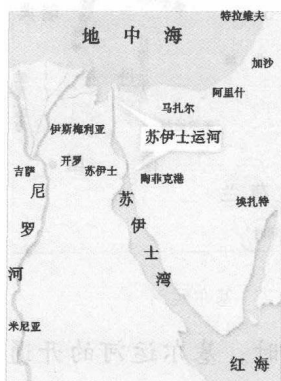 特拉维夫
地中海
加沙
阿里什
马扎尔
伊斯梅利亚
苏伊士运河
开罗
苏伊士
吉萨
陶菲克港
尼罗河
苏伊士湾
埃扎特
米尼亚
红海